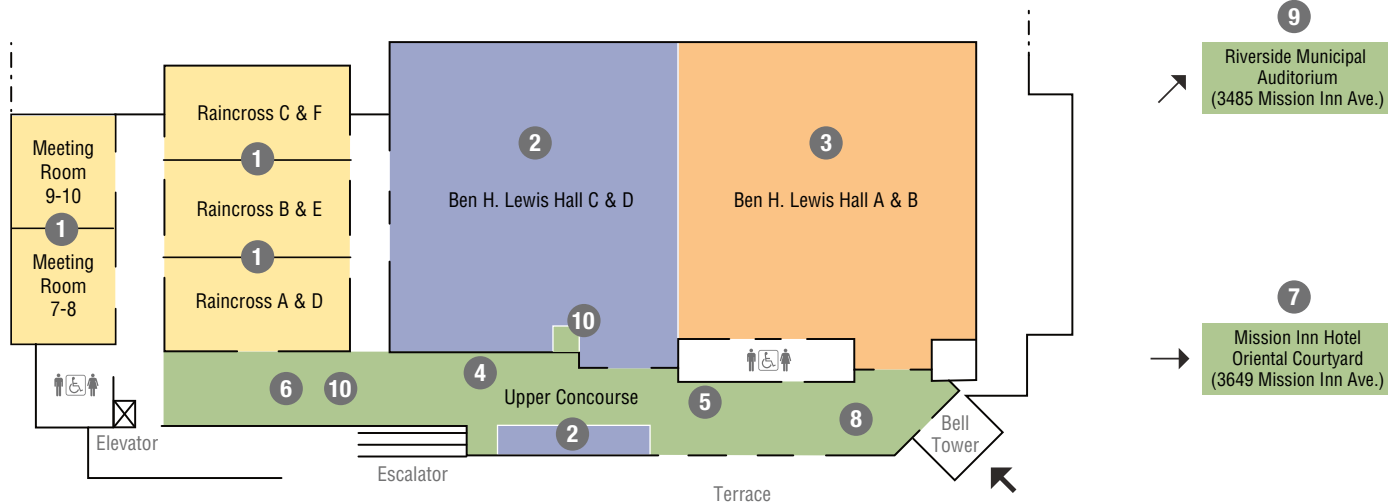 9
Riverside Municipal
Auditorium
(3485 Mission Inn Ave.)
Raincross C & F
2
3
Meeting
Room
9-10
1
Raincross B & E
Ben H. Lewis Hall C & D
Ben H. Lewis Hall A & B
1
1
Meeting
Room
7-8
Raincross A & D
7
10
Mission Inn Hotel
Oriental Courtyard
(3649 Mission Inn Ave.)
6
10
4
Upper Concourse
5
8
2
Bell
Tower
Elevator
Escalator
Terrace